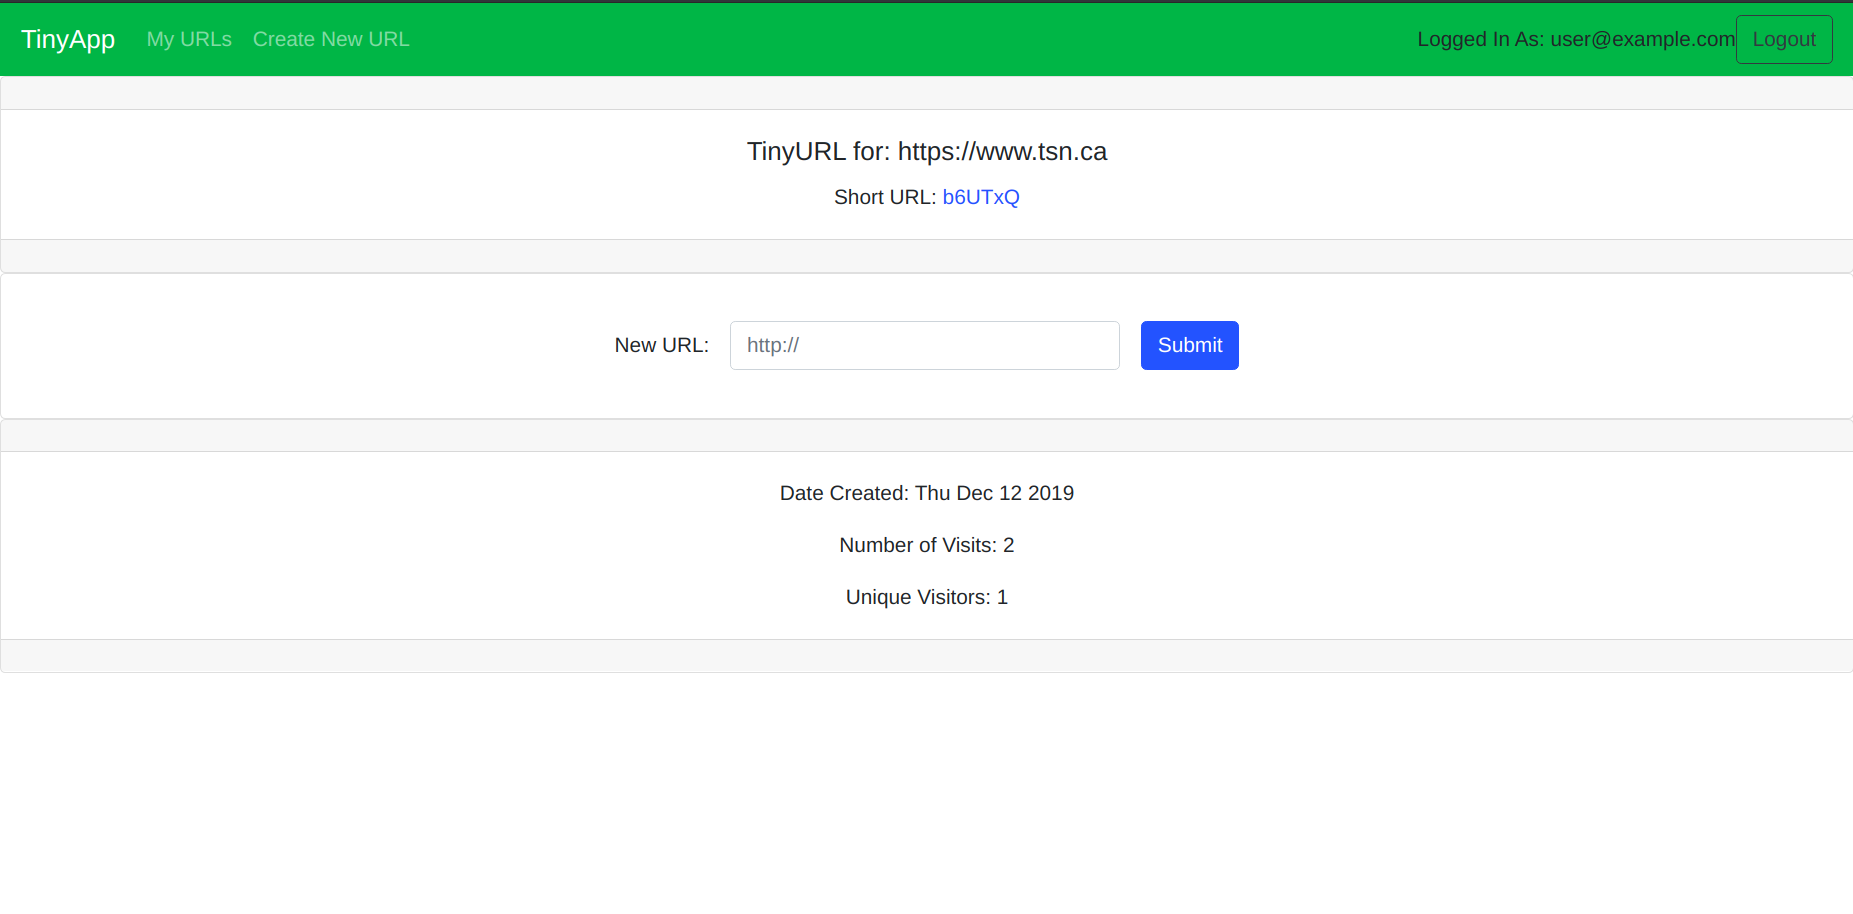 TinyApp My URLs Create New URL Logged In As: user@example.com Logout
TinyURL for: https://www.tsn.ca
Short URL: b6UTxQ
New URL: http:// Submit
Date Created: Thu Dec 12 2019
Number of Visits: 2
Unique Visitors: 1